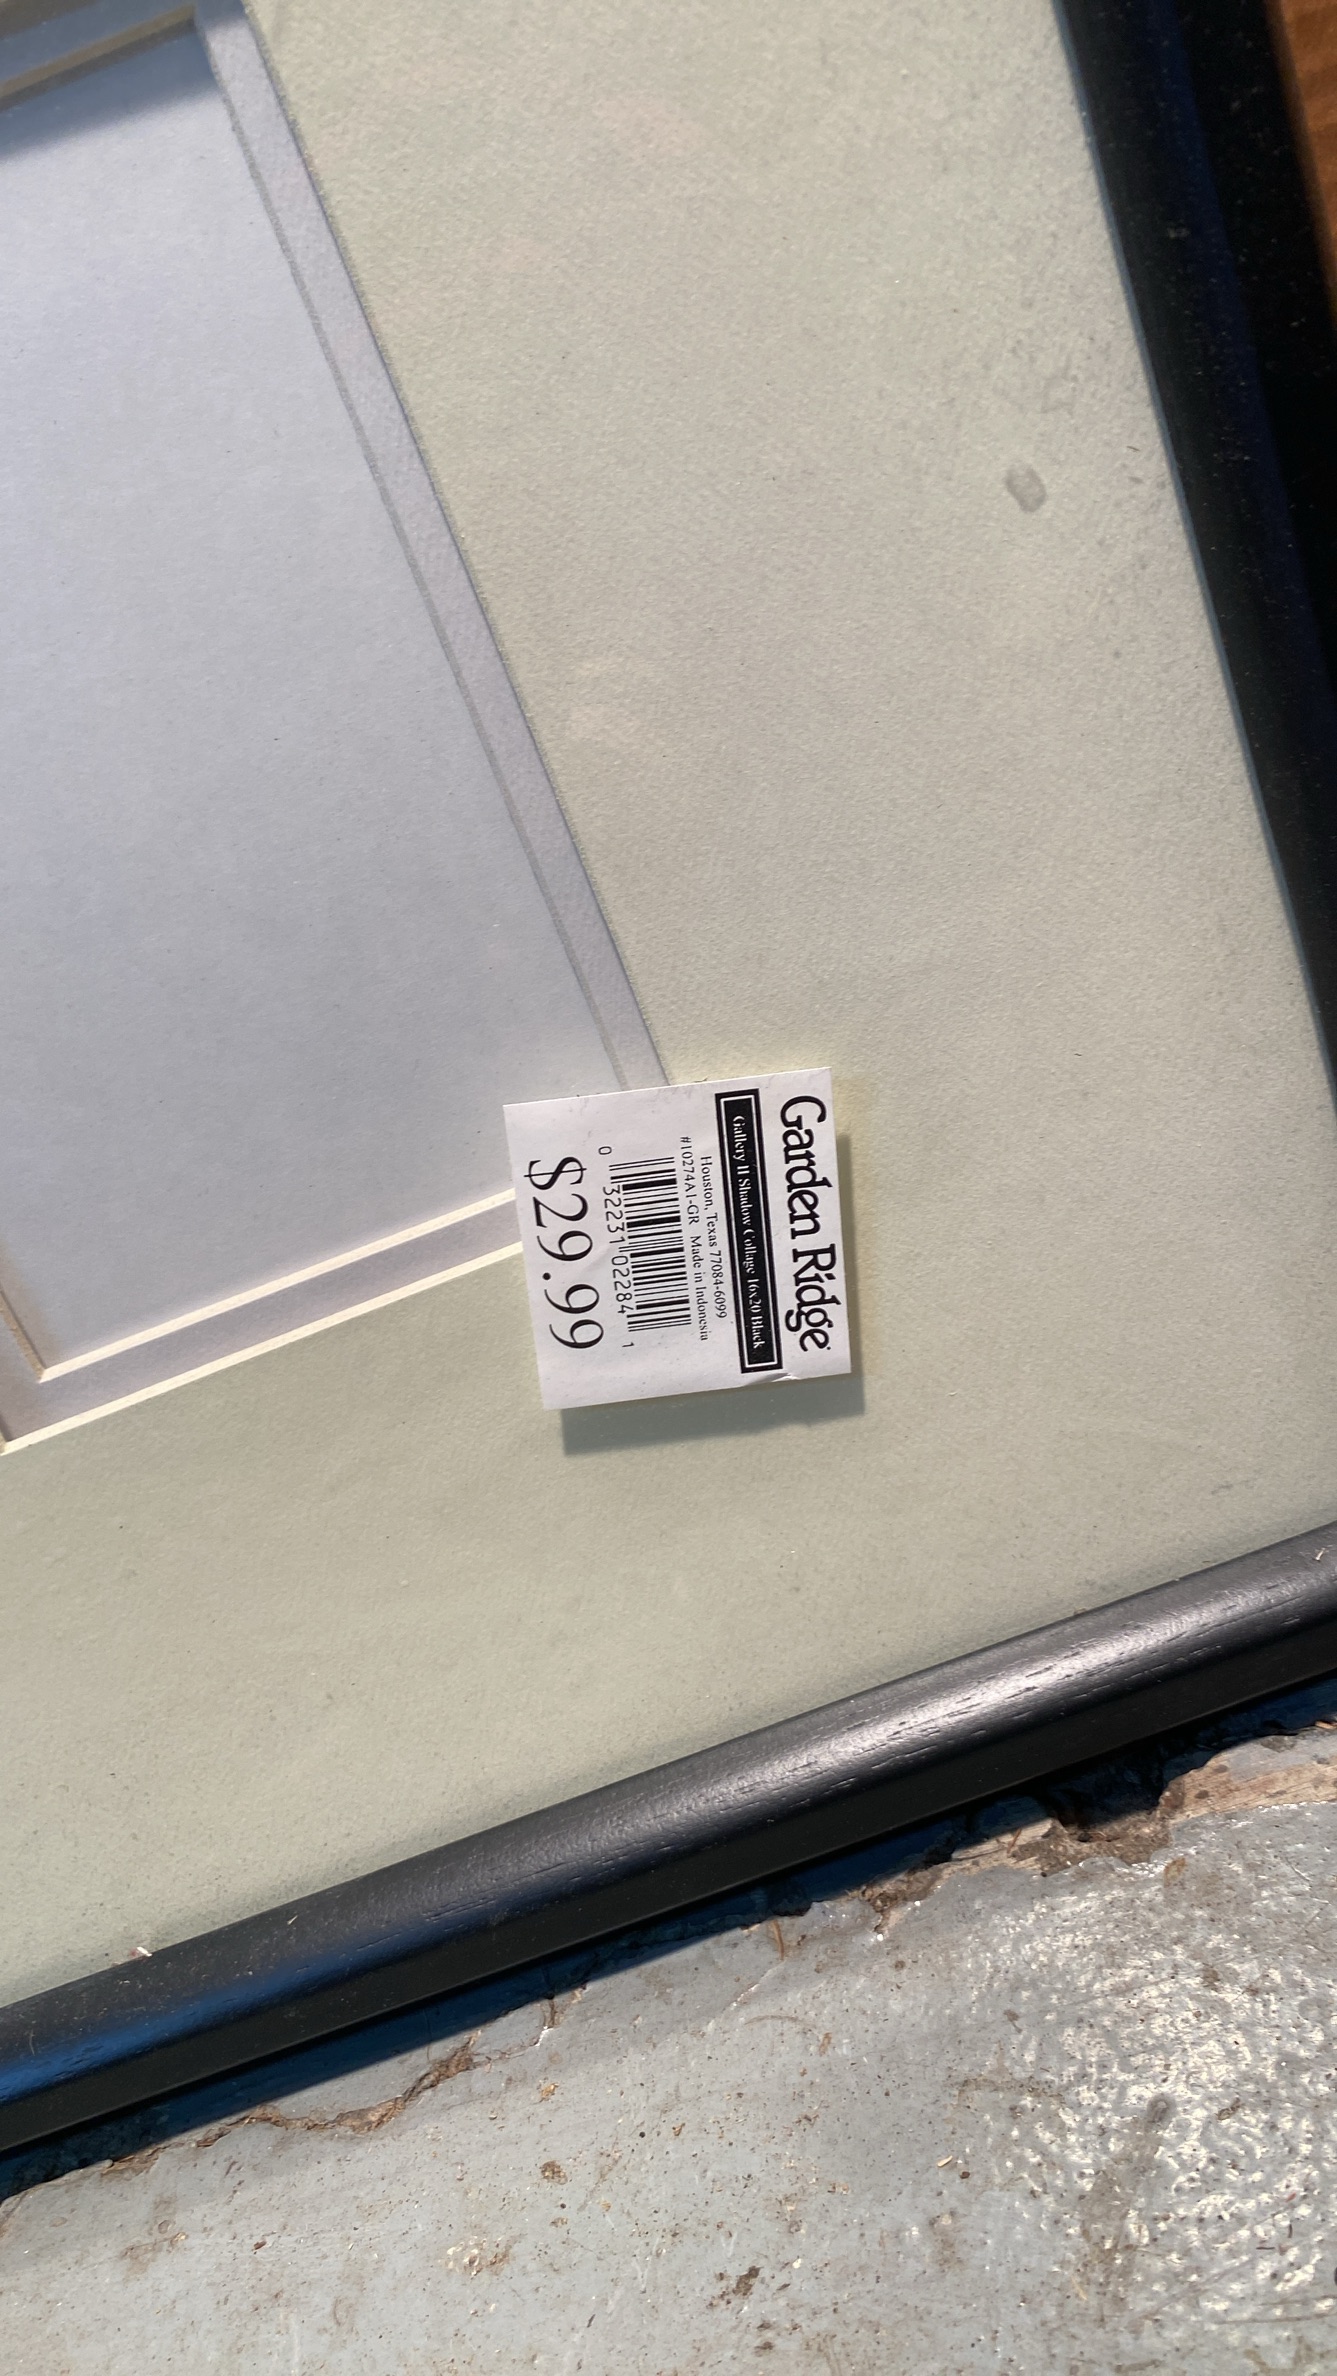 Garden Ridge
Gallery II Shadow Collage 16x20 Black
Houston, Texas 77084-6099
#10274A1-GR Made in Indonesia
0 32231 02284 1
$29.99